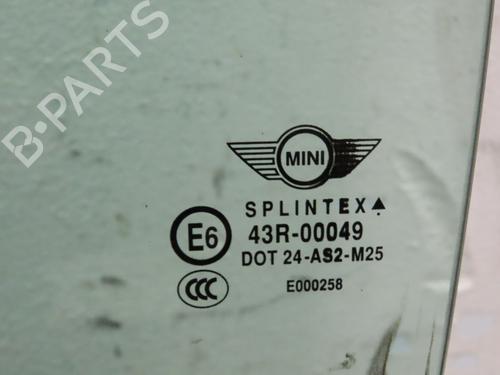 B-PARTS
MINI
SPLINTEX
E6 43R-00049
DOT 24-AS2-M25
CCC E000258